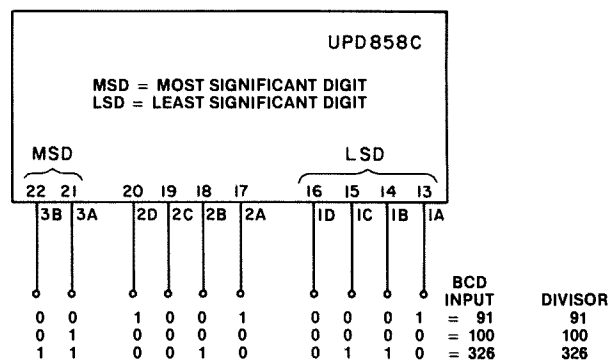 UPD858C
MSD = MOST SIGNIFICANT DIGIT
LSD = LEAST SIGNIFICANT DIGIT
MSD LSD
22 21 20 19 18 17 16 15 14 13
3B 3A 2D 2C 2B 2A 1D 1C 1B 1A
BCD
INPUT DIVISOR
0 0 1 0 0 1 0 0 0 1 = 91 91
0 1 0 0 0 0 0 0 0 0 = 100 100
1 1 0 0 1 0 0 1 1 0 = 326 326